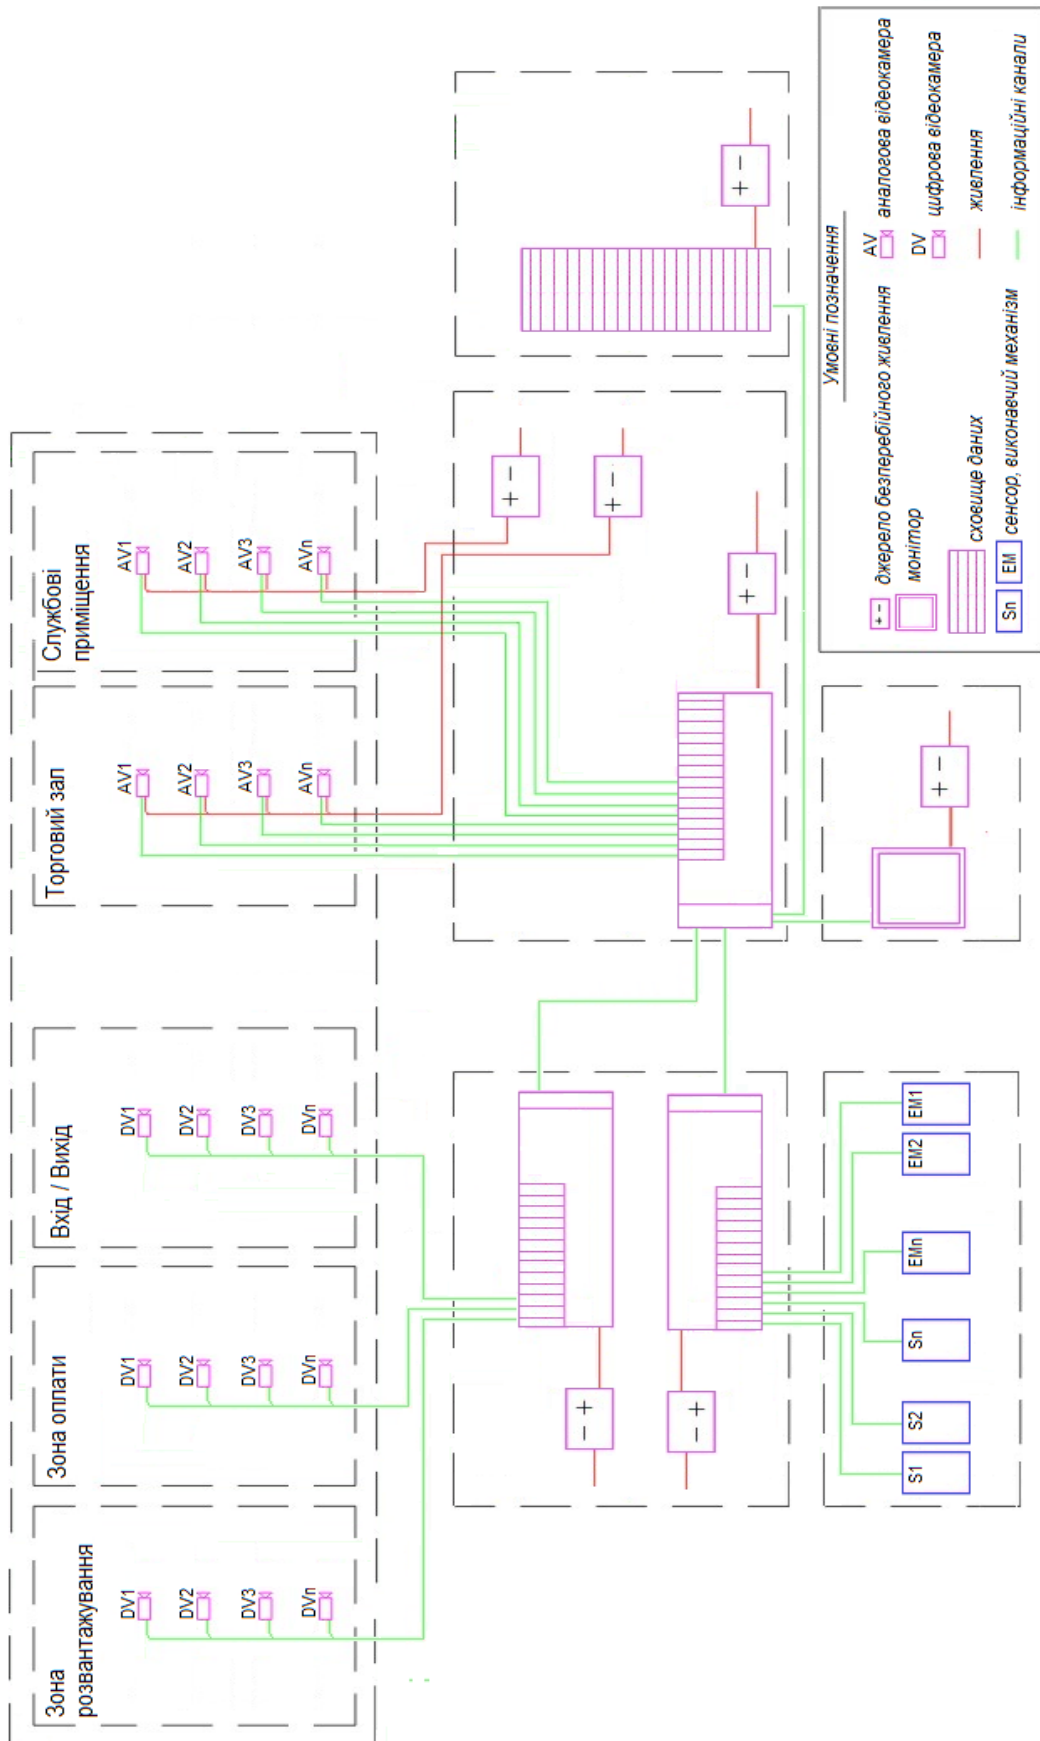 Зона
розвантажування
DV1
DV2
DV3
DVn
Зона оплати
DV1
DV2
DV3
DVn
Вхід / Вихід
DV1
DV2
DV3
DVn
Торговий зал
AV1
AV2
AV3
AVn
Службові
приміщення
AV1
AV2
AV3
AVn
- +
- +
+ -
+ -
+ -
+ -
+ -
S1
S2
Sn
EMn
EM2
EM1
Умовні позначення
+ - джерело безперебійного живлення
монітор
сховище даних
Sn EM сенсор, виконавчий механізм
AV аналогова відеокамера
DV цифрова відеокамера
живлення
інформаційні канали